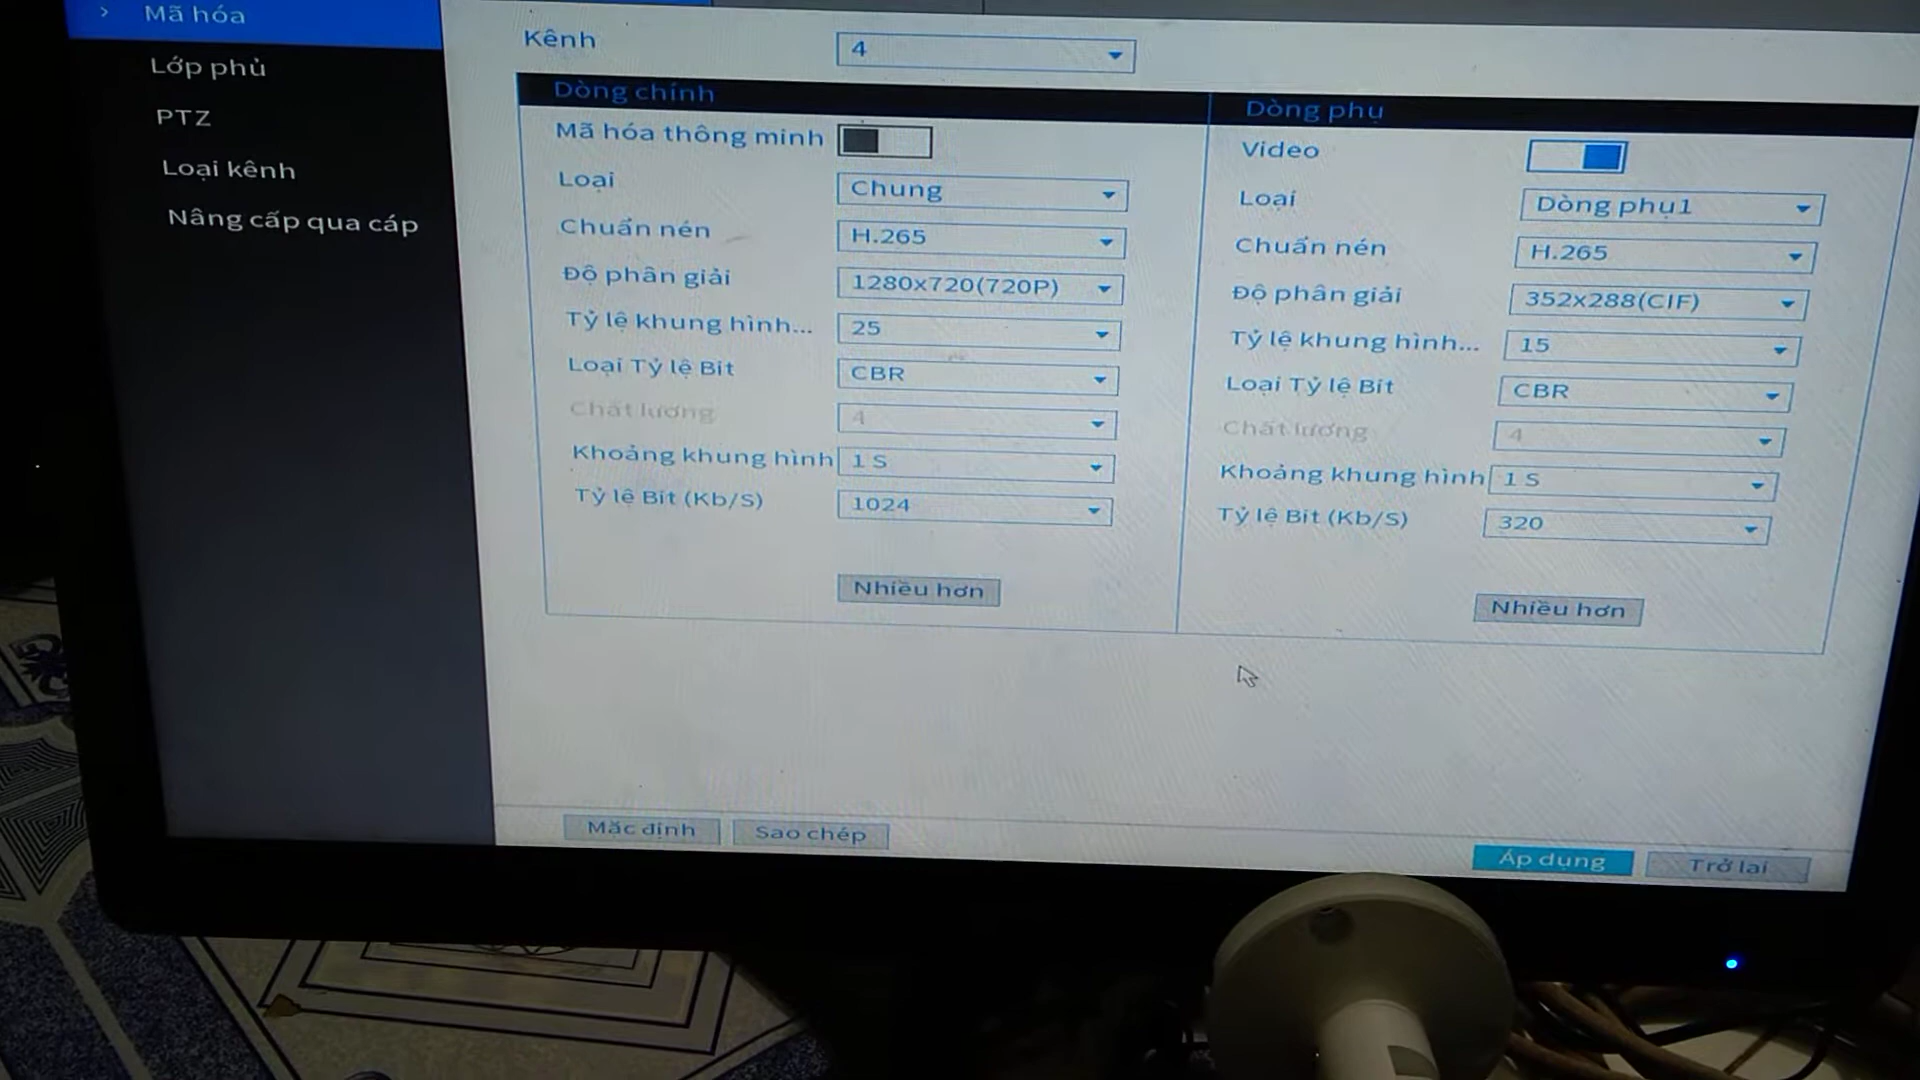 Mã hóa
Lớp phủ
PTZ
Loại kênh
Nâng cấp qua cáp
Kênh 4
Dòng chính
Mã hóa thông minh
Loại Chung
Chuẩn nén H.265
Độ phân giải 1280x720(720P)
Tỷ lệ khung hình... 25
Loại Tỷ lệ Bit CBR
Chất lượng 4
Khoảng khung hình 1 S
Tỷ lệ Bit (Kb/S) 1024
Nhiều hơn
Dòng phụ
Video
Loại Dòng phụ1
Chuẩn nén H.265
Độ phân giải 352x288(CIF)
Tỷ lệ khung hình... 15
Loại Tỷ lệ Bit CBR
Chất lượng 4
Khoảng khung hình 1 S
Tỷ lệ Bit (Kb/S) 320
Nhiều hơn
Mặc định Sao chép
Áp dụng Trở lại